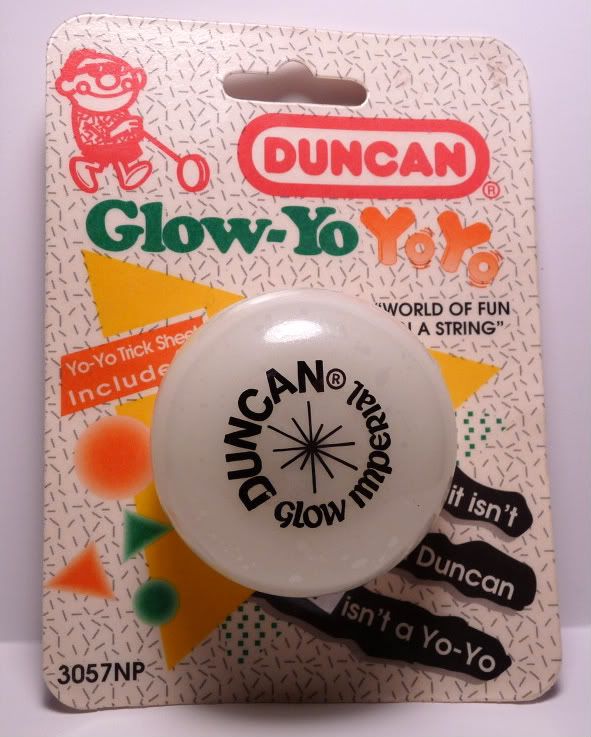 DUNCAN®
Glow-Yo YoYo
"WORLD OF FUN
A STRING"
Yo-Yo Trick Sheet
Include
DUNCAN®
GLOW IMPERIAL
it isn't
Duncan
isn't a Yo-Yo
3057NP